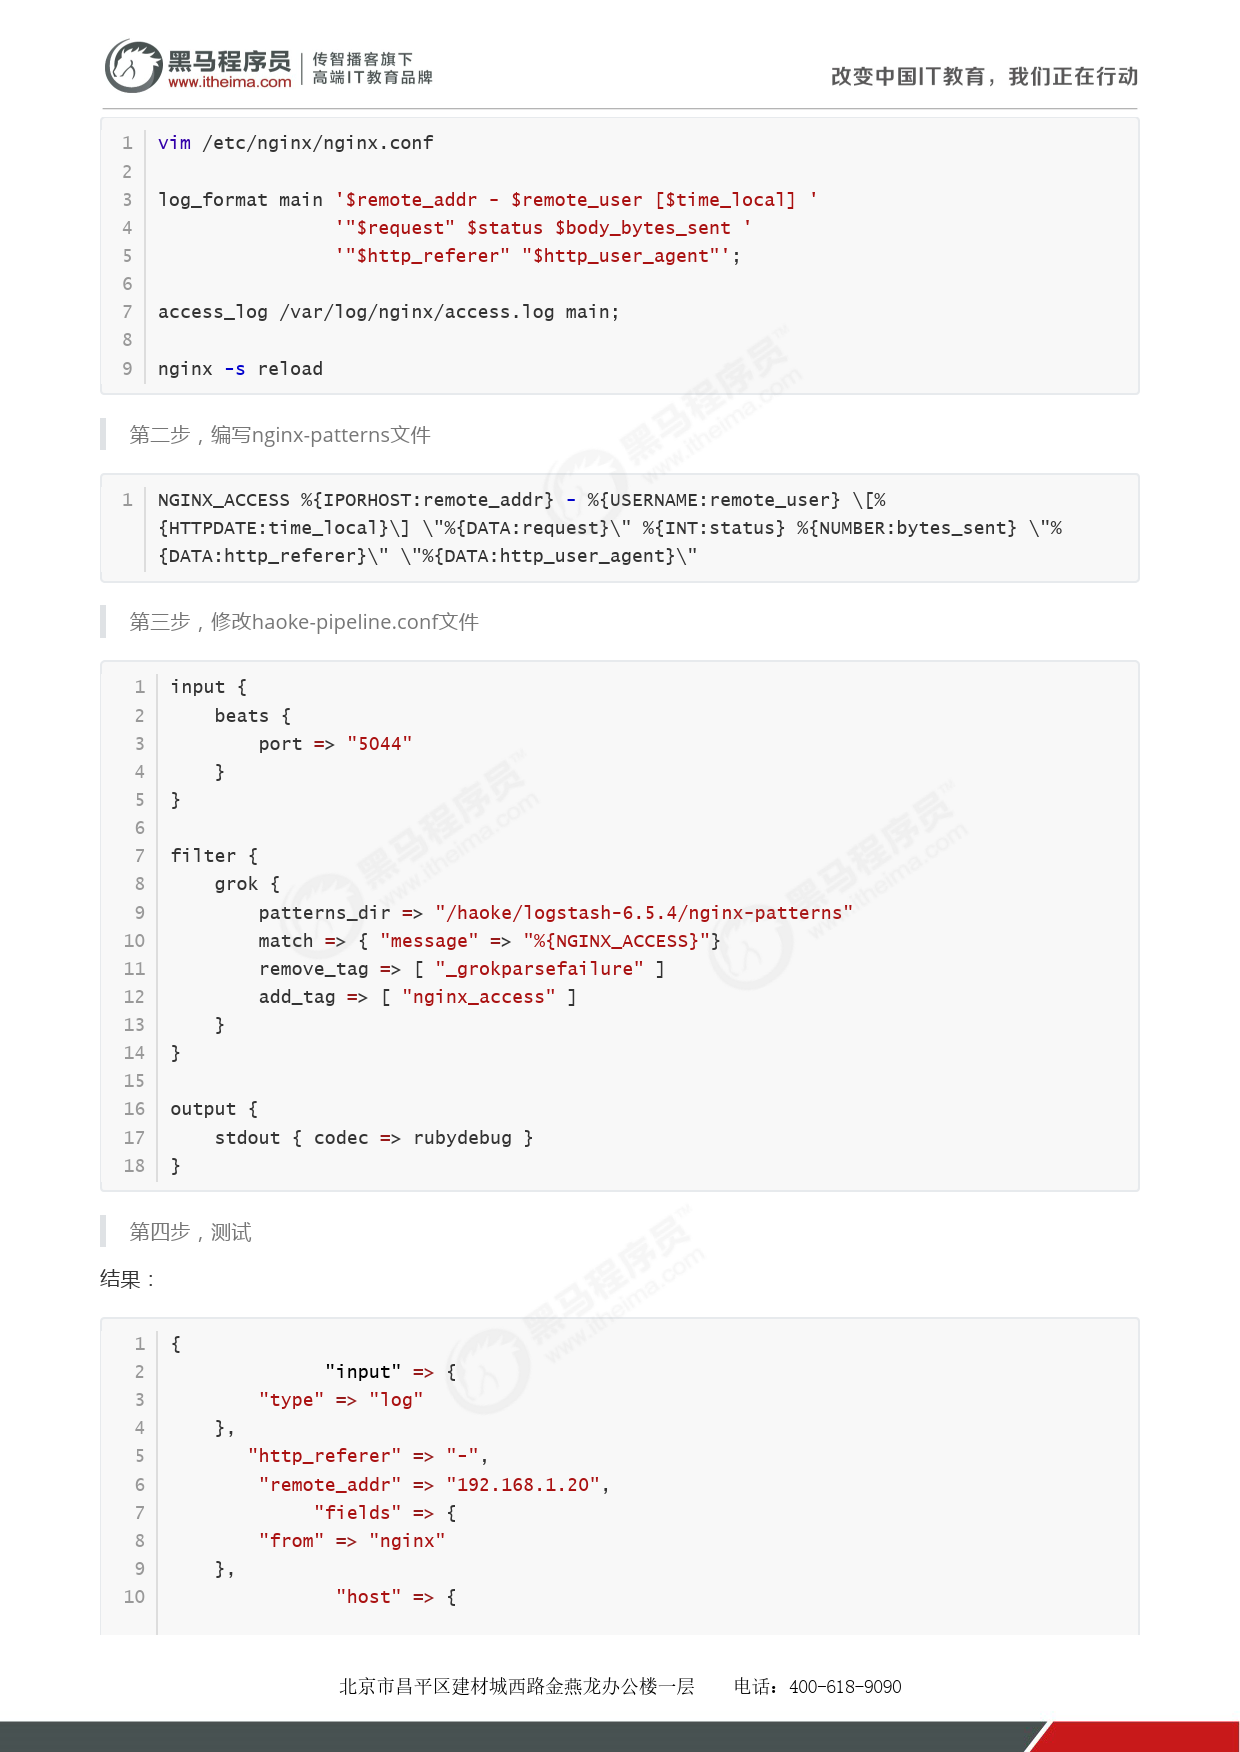 黑马程序员
www.itheima.com
传智播客旗下
高端IT教育品牌
改变中国IT教育，我们正在行动
1 vim /etc/nginx/nginx.conf
2
3 log_format main '$remote_addr - $remote_user [$time_local] '
4                 '"$request" $status $body_bytes_sent '
5                 '"$http_referer" "$http_user_agent"';
6
7 access_log /var/log/nginx/access.log main;
8
9 nginx -s reload
第二步，编写nginx-patterns文件
1 NGINX_ACCESS %{IPORHOST:remote_addr} - %{USERNAME:remote_user} \[%
{HTTPDATE:time_local}\] \"%{DATA:request}\" %{INT:status} %{NUMBER:bytes_sent} \"%
{DATA:http_referer}\" \"%{DATA:http_user_agent}\"
第三步，修改haoke-pipeline.conf文件
1 input {
2     beats {
3         port => "5044"
4     }
5 }
6
7 filter {
8     grok {
9         patterns_dir => "/haoke/logstash-6.5.4/nginx-patterns"
10         match => { "message" => "%{NGINX_ACCESS}"}
11         remove_tag => [ "_grokparsefailure" ]
12         add_tag => [ "nginx_access" ]
13     }
14 }
15
16 output {
17     stdout { codec => rubydebug }
18 }
第四步，测试
结果：
1 {
2               "input" => {
3         "type" => "log"
4     },
5        "http_referer" => "-",
6         "remote_addr" => "192.168.1.20",
7              "fields" => {
8         "from" => "nginx"
9     },
10                "host" => {
北京市昌平区建材城西路金燕龙办公楼一层 电话：400-618-9090